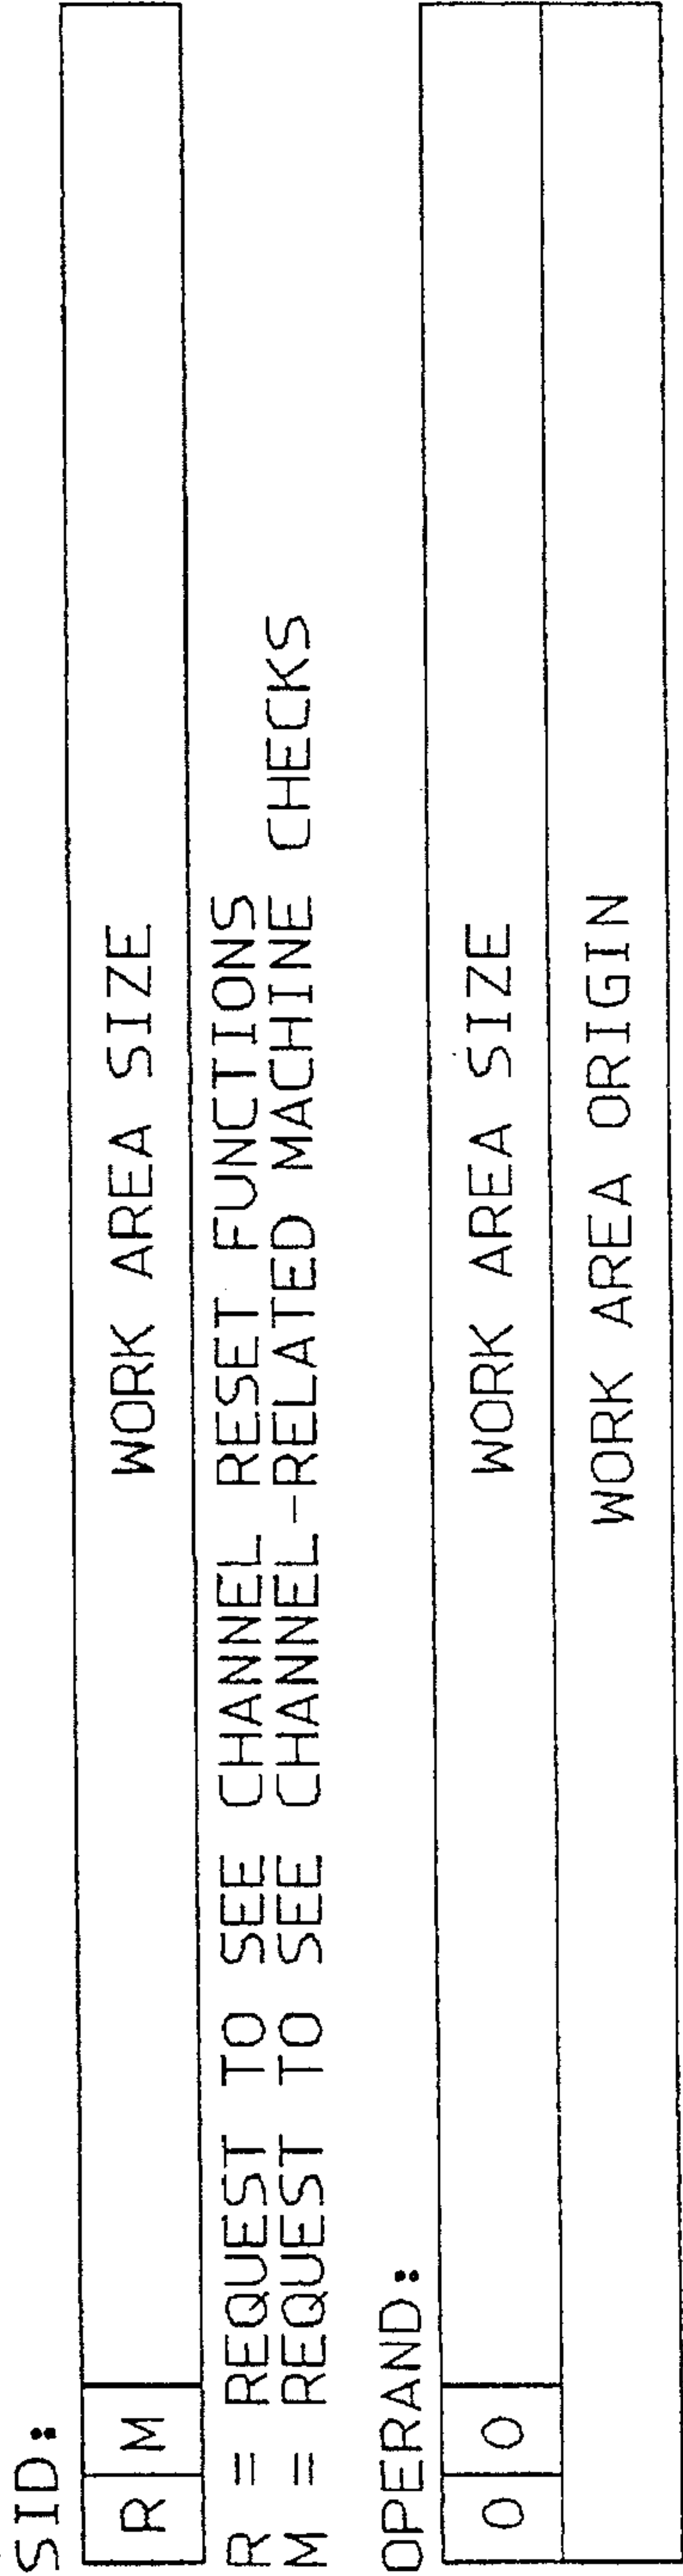 SID:
R M WORK AREA SIZE
R = REQUEST TO SEE CHANNEL RESET FUNCTIONS
M = REQUEST TO SEE CHANNEL-RELATED MACHINE CHECKS
OPERAND:
0 0 WORK AREA SIZE
WORK AREA ORIGIN